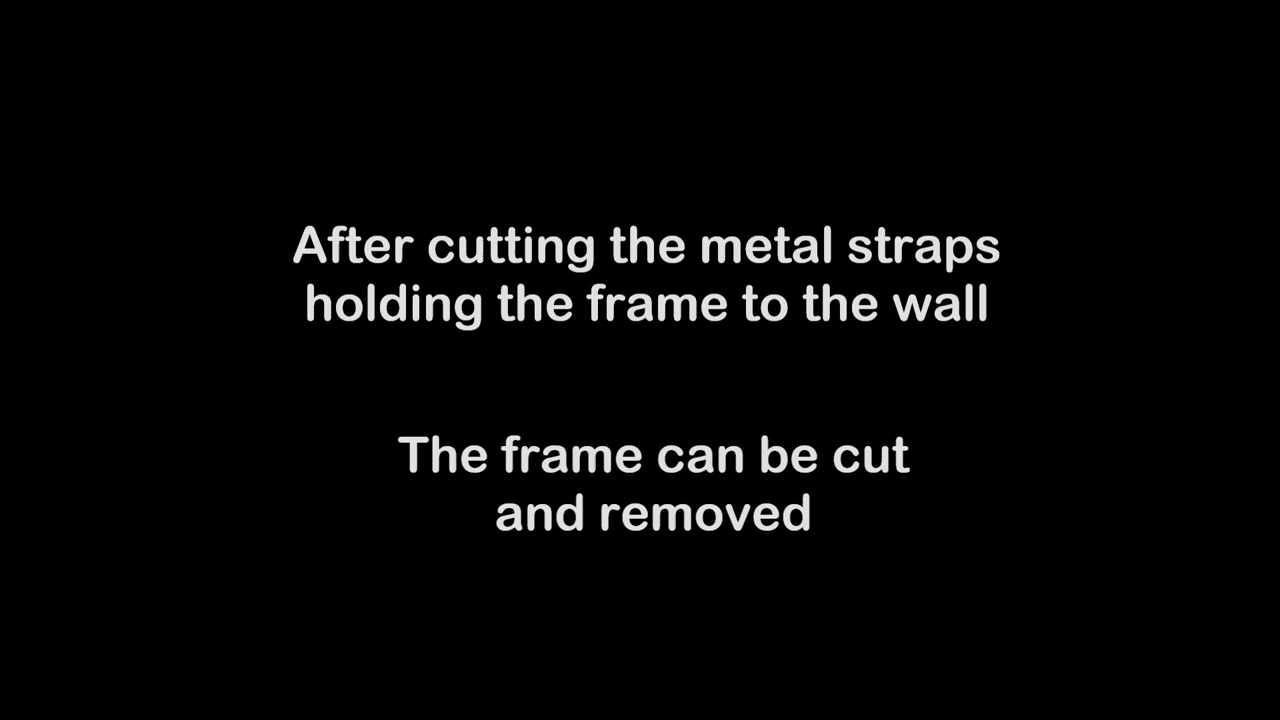 After cutting the metal straps
holding the frame to the wall
The frame can be cut
and removed